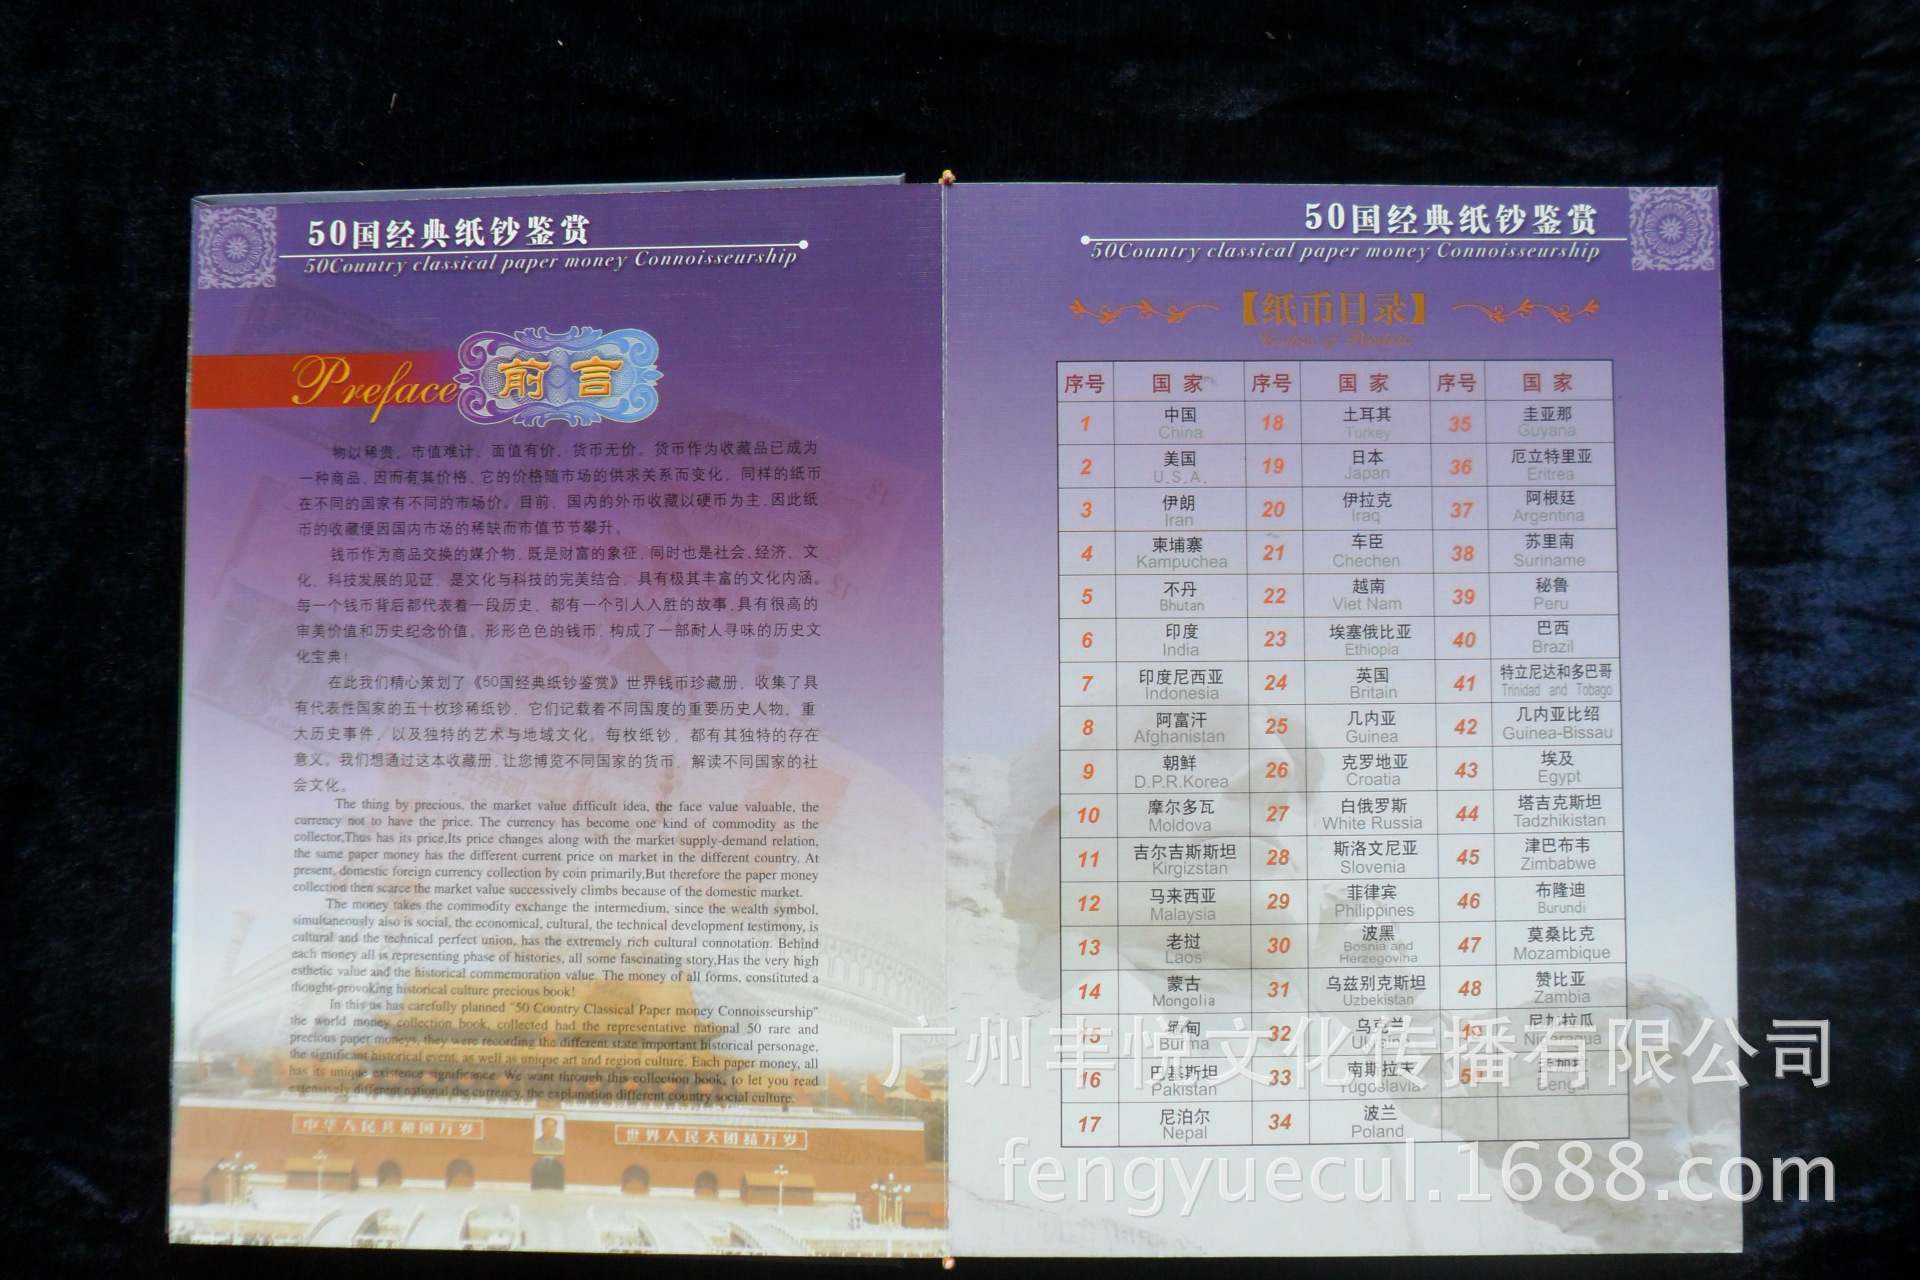 50国经典纸钞鉴赏
50Country classical paper money Connoisseurship
Preface 前言
物以稀贵、市值难计、面值有价、货币无价。货币作为收藏品已成为
一种商品，因而有其价格、它的价格随市场的供求关系而变化，同样的纸币
在不同的国家有不同的市场价。目前、国内的外币收藏以硬币为主，因此纸
币的收藏便因国内市场的稀缺而市值节节攀升。
钱币作为商品交换的媒介物，既是财富的象征，同时也是社会、经济、文
化、科技发展的见证，是文化与科技的完美结合，具有极其丰富的文化内涵。
每一个钱币背后都代表着一段历史，都有一个引人入胜的故事，具有很高的
审美价值和历史纪念价值。形形色色的钱币，构成了一部耐人寻味的历史文
化宝典！
在此我们精心策划了《50国经典纸钞鉴赏》世界钱币珍藏册，收集了具
有代表性国家的五十枚珍稀纸钞，它们记载着不同国度的重要历史人物，重
大历史事件，以及独特的艺术与地域文化。每枚纸钞，都有其独特的存在
意义。我们想通过这本收藏册，让您博览不同国家的货币，解读不同国家的社
会文化。
The thing by precious, the market value difficult idea, the face value valuable, the
currency not to have the price. The currency has become one kind of commodity as the
collector,Thus has its price,Its price changes along with the market supply-demand relation,
the same paper money has the different current price on market in the different country. At
present, domestic foreign currency collection by coin primarily,But therefore the paper money
collection then scarce the market value successively climbs because of the domestic market.
The money takes the commodity exchange the intermedium, since the wealth symbol,
simultaneously also is social, the economical, cultural, the technical development testimony, is
cultural and the technical perfect union, has the extremely rich cultural connotation. Behind
each money all is representing phase of histories, all some fascinating story,Has the very high
esthetic value and the historical commemoration value. The money of all forms, constituted a
thought-provoking historical culture precious book!
In this us has carefully planned "50 Country Classical Paper money Connoisseurship"
the world money collection book, collected had the representative national 50 rare and
precious paper moneys, they were recording the different state important historical personage,
the significant historical event, as well as unique art and region culture. Each paper money, all
has its unique existence significance. We want through this collection book, to let you read
extensively different national the currency, the explanation different country social culture.
中华人民共和国万岁 世界人民大团结万岁
50国经典纸钞鉴赏
50Country classical paper money Connoisseurship
【纸币目录】
序号 国家 序号 国家 序号 国家
1 中国 China 18 土耳其 Turkey 35 圭亚那 Guyana
2 美国 U.S.A. 19 日本 Japan 36 厄立特里亚 Eritrea
3 伊朗 Iran 20 伊拉克 Iraq 37 阿根廷 Argentina
4 柬埔寨 Kampuchea 21 车臣 Chechen 38 苏里南 Suriname
5 不丹 Bhutan 22 越南 Viet Nam 39 秘鲁 Peru
6 印度 India 23 埃塞俄比亚 Ethiopia 40 巴西 Brazil
7 印度尼西亚 Indonesia 24 英国 Britain 41 特立尼达和多巴哥 Trinidad and Tobago
8 阿富汗 Afghanistan 25 几内亚 Guinea 42 几内亚比绍 Guinea-Bissau
9 朝鲜 D.P.R.Korea 26 克罗地亚 Croatia 43 埃及 Egypt
10 摩尔多瓦 Moldova 27 白俄罗斯 White Russia 44 塔吉克斯坦 Tadzhikistan
11 吉尔吉斯斯坦 Kirgizstan 28 斯洛文尼亚 Slovenia 45 津巴布韦 Zimbabwe
12 马来西亚 Malaysia 29 菲律宾 Philippines 46 布隆迪 Burundi
13 老挝 Laos 30 波黑 Bosnia and Herzegovina 47 莫桑比克 Mozambique
14 蒙古 Mongolia 31 乌兹别克斯坦 Uzbekistan 48 赞比亚 Zambia
15 缅甸 Burma 32 乌克兰 Ukraine 49 尼加拉瓜 Nicaragua
16 巴基斯坦 Pakistan 33 南斯拉夫 Yugoslavia 50 孟加拉 Bengal
17 尼泊尔 Nepal 34 波兰 Poland
广州丰悦文化传播有限公司
fengyuecul.1688.com